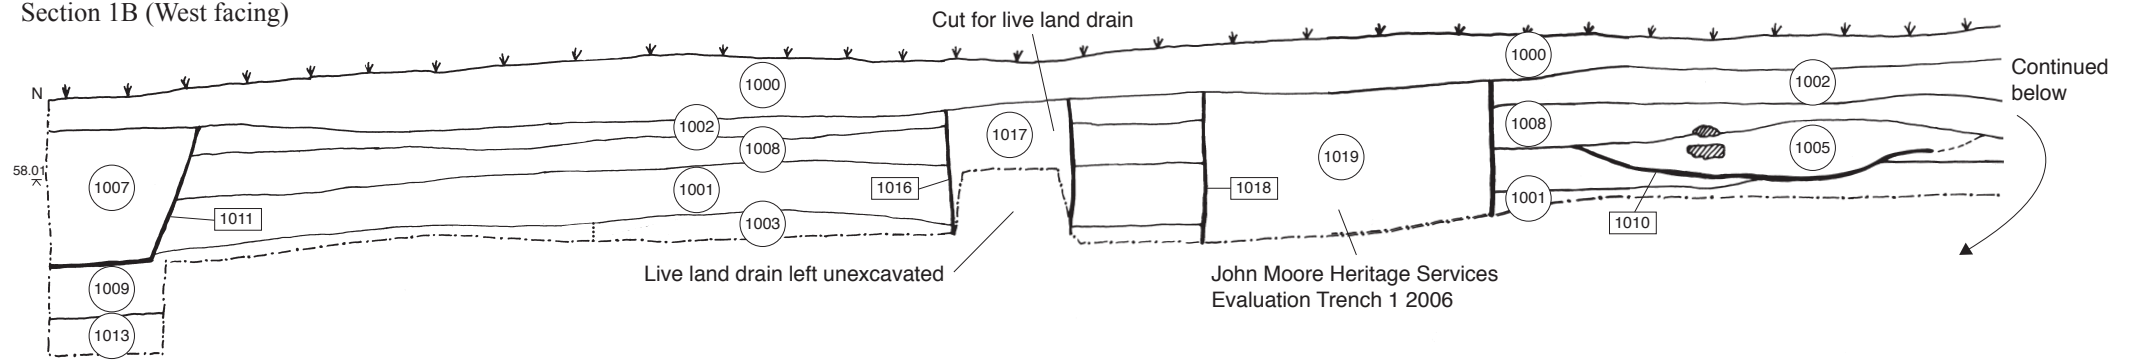 Section 1B (West facing)
Cut for live land drain
N
1000
1000
1002
Continued
below
1002
1008
1017
1008
1005
1019
58.01
1007
1001
1016
1018
1001
1011
1003
1010
Live land drain left unexcavated
John Moore Heritage Services
Evaluation Trench 1 2006
1009
1013